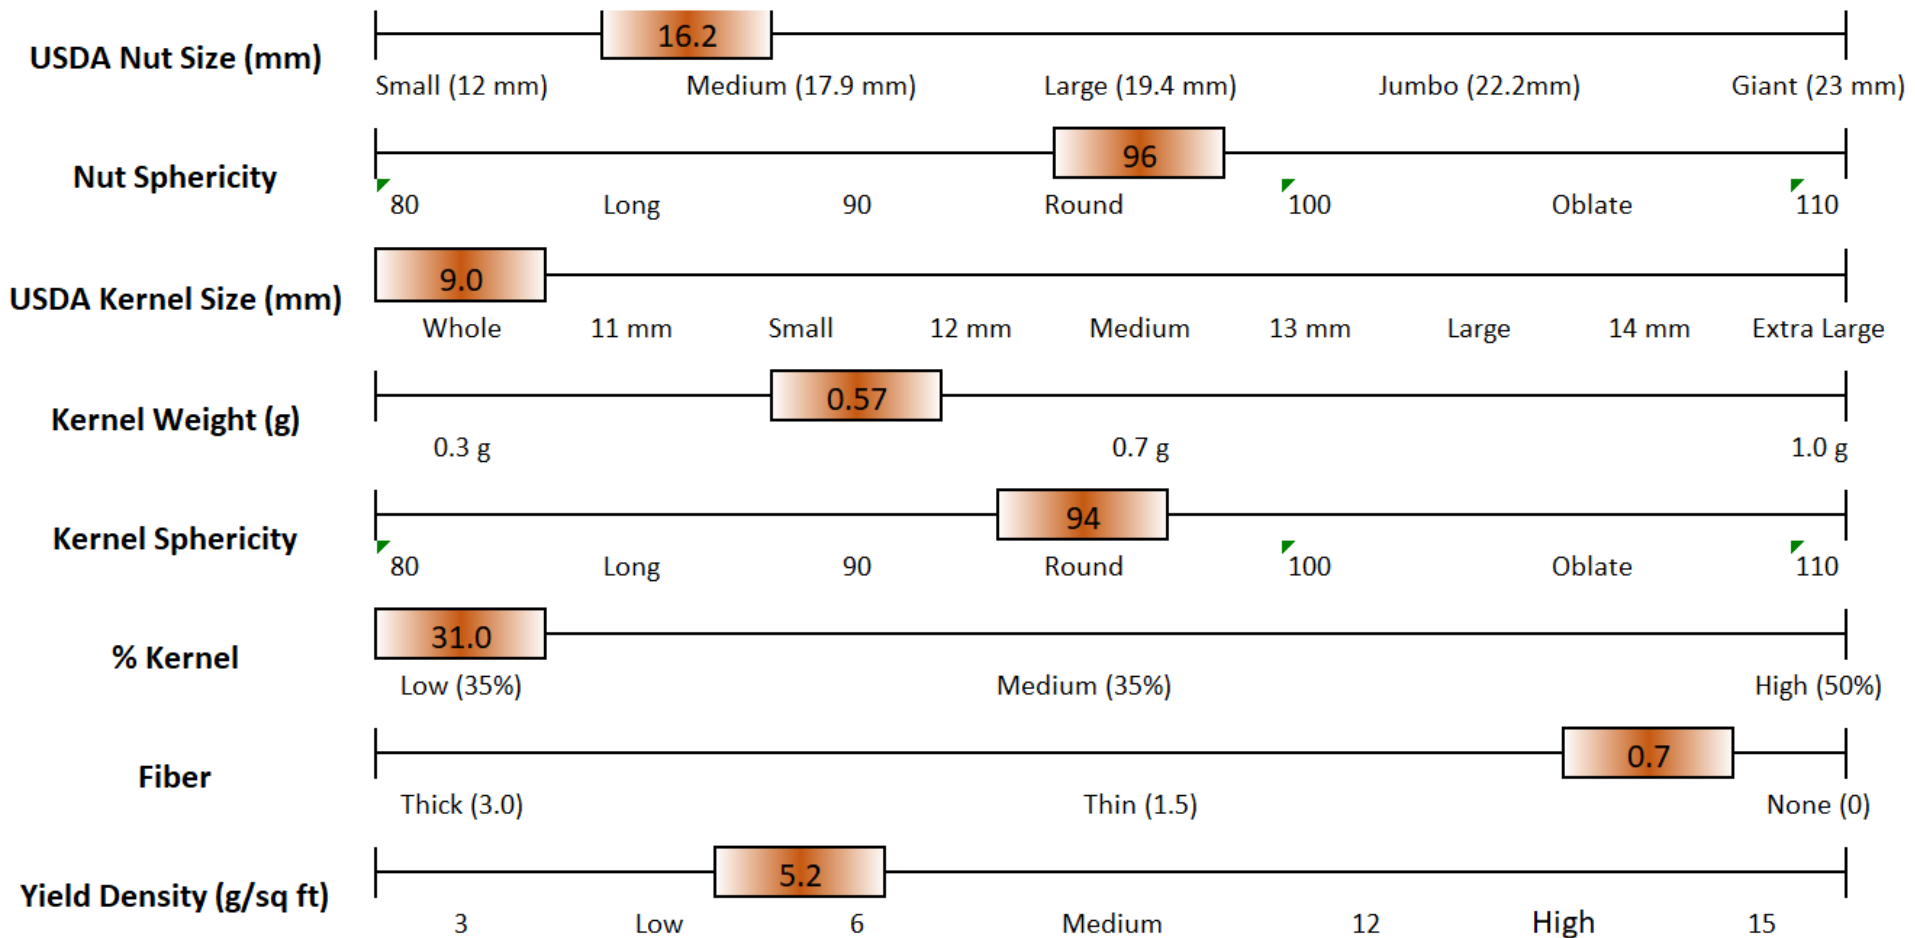 USDA Nut Size (mm)
16.2
Small (12 mm) Medium (17.9 mm) Large (19.4 mm) Jumbo (22.2mm) Giant (23 mm)
Nut Sphericity
96
80 Long 90 Round 100 Oblate 110
USDA Kernel Size (mm)
9.0
Whole 11 mm Small 12 mm Medium 13 mm Large 14 mm Extra Large
Kernel Weight (g)
0.57
0.3 g 0.7 g 1.0 g
Kernel Sphericity
94
80 Long 90 Round 100 Oblate 110
% Kernel
31.0
Low (35%) Medium (35%) High (50%)
Fiber
0.7
Thick (3.0) Thin (1.5) None (0)
Yield Density (g/sq ft)
5.2
3 Low 6 Medium 12 High 15